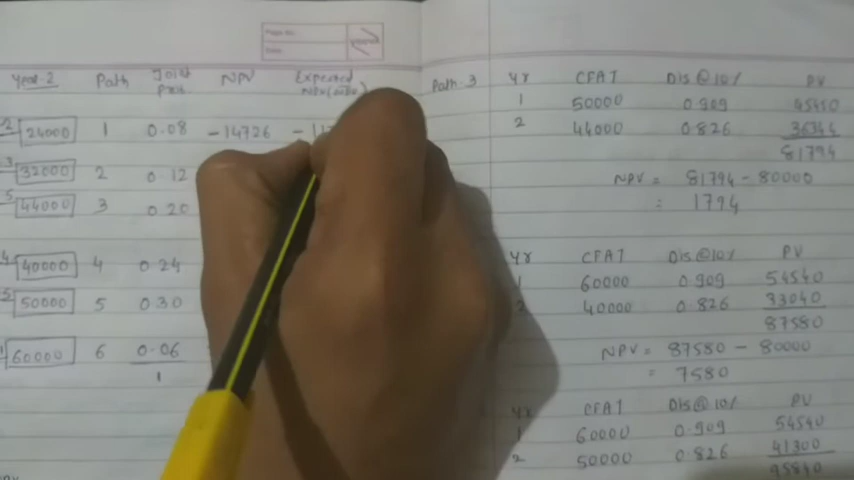 Year-2 Path Joint NPV Expected
24000 1 0.08 -14726
32000 2 0.12
44000 3 0.20
40000 4 0.24
50000 5 0.30
60000 6 0.06
1
Path-3 Yr CFAT Dis@10% PV
1 50000 0.909 45450
2 44000 0.826 36344
81794
NPV = 81794 - 80000
= 1794
Yr CFAT Dis@10% PV
1 60000 0.909 54540
2 40000 0.826 33040
87580
NPV = 87580 - 80000
= 7580
Yr CFAT Dis@10% PV
1 60000 0.909 54540
2 50000 0.826 41300
95840